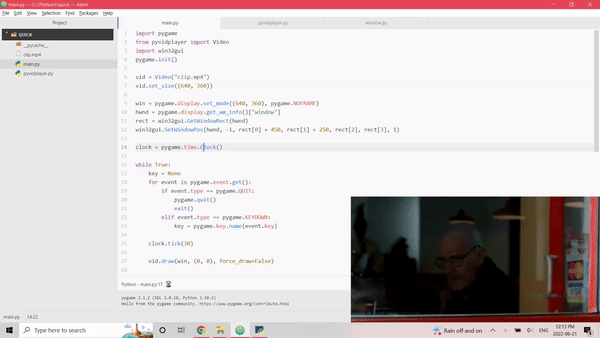 main.py — C:\1Python\quick — Atom
File Edit View Selection Find Packages Help
Project
main.py
pyvidplayer.py
window.py
QUICK
__pycache__
clip.mp4
main.py
pyvidplayer.py
1 import pygame
2 from pyvidplayer import Video
3 import win32gui
4 pygame.init()
5
6 vid = Video("clip.mp4")
7 vid.set_size((640, 360))
8
9 win = pygame.display.set_mode((640, 360), pygame.NOFRAME)
10 hwnd = pygame.display.get_wm_info()["window"]
11 rect = win32gui.GetWindowRect(hwnd)
12 win32gui.SetWindowPos(hwnd, -1, rect[0] + 450, rect[1] + 250, rect[2], rect[3], 1)
13
14 clock = pygame.time.Clock()
15
16 while True:
17 key = None
18 for event in pygame.event.get():
19 if event.type == pygame.QUIT:
20 pygame.quit()
21 exit()
22 elif event.type == pygame.KEYDOWN:
23 key = pygame.key.name(event.key)
24
25 clock.tick(30)
26
27 vid.draw(win, (0, 0), force_draw=False)
28
Python - main.py:17
pygame 2.1.2 (SDL 2.0.18, Python 3.10.2)
Hello from the pygame community. https://www.pygame.org/contribute.html
main.py 14:22
Type here to search
Rain off and on
ENG
12:13 PM
2022-08-21